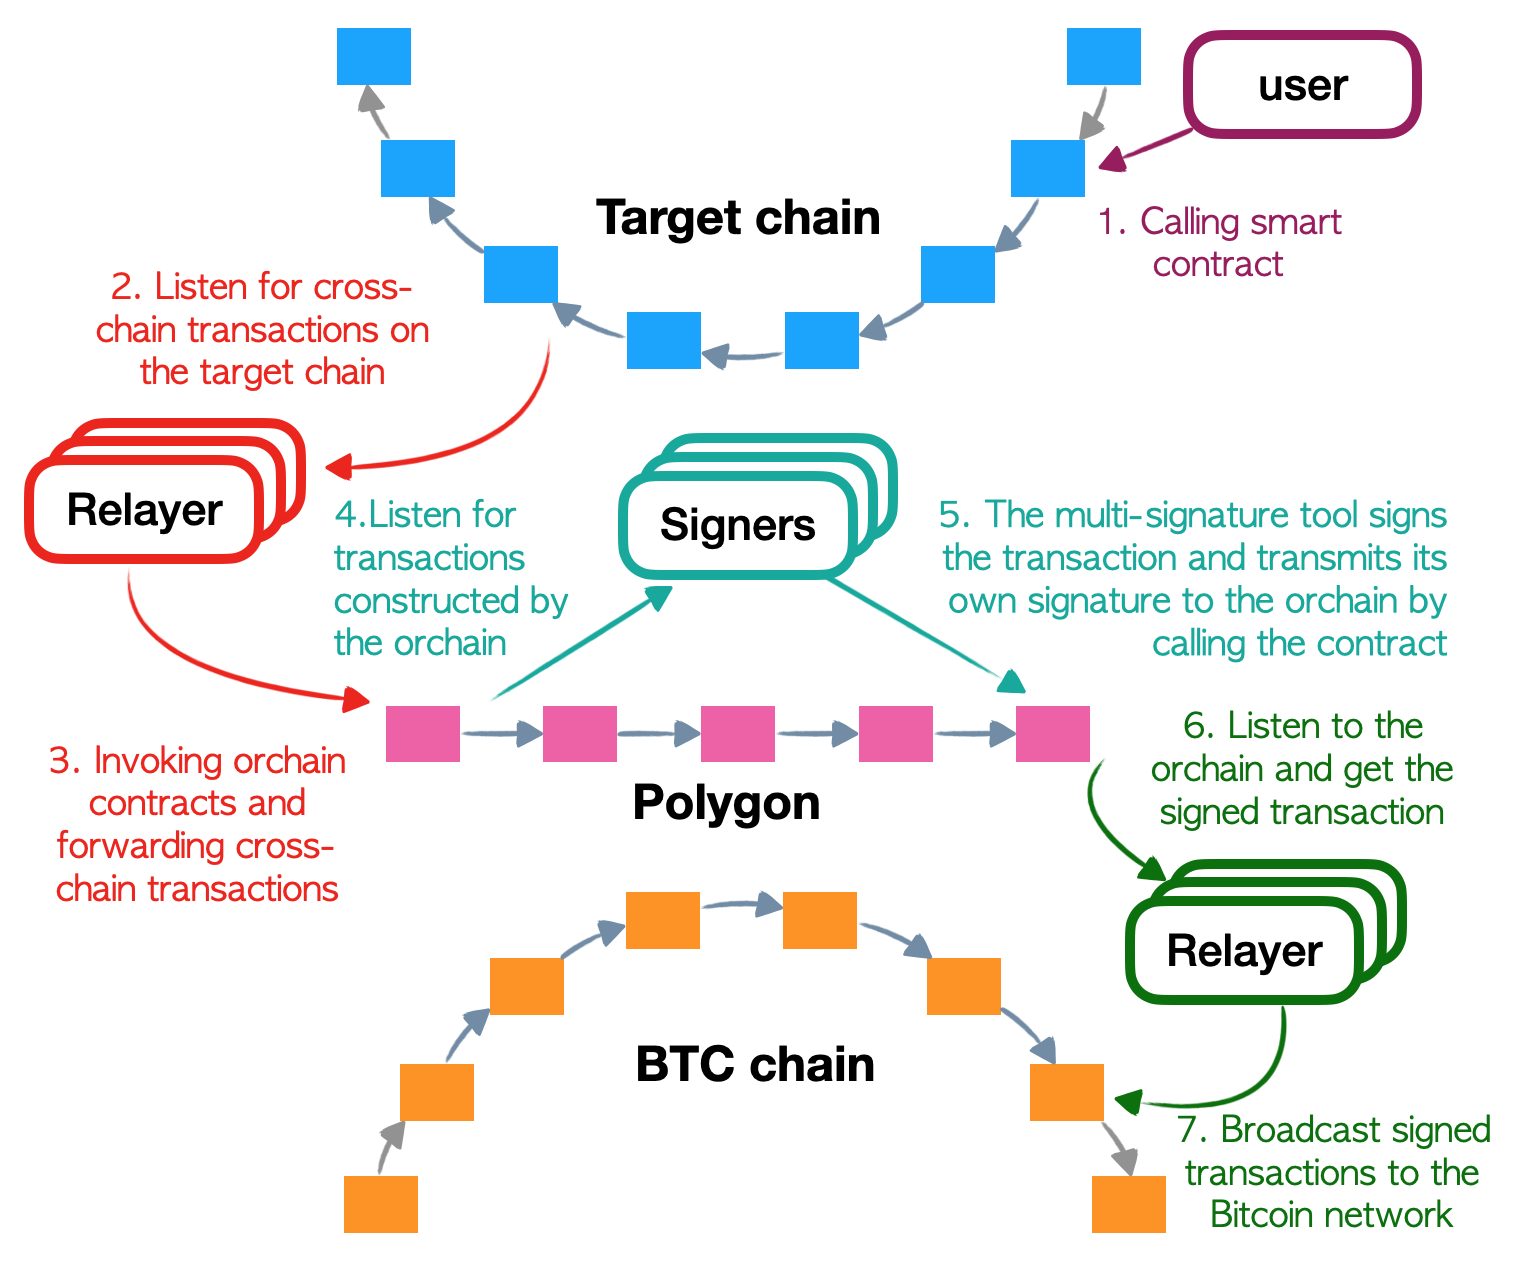 user
Target chain
1. Calling smart
contract
2. Listen for cross-
chain transactions on
the target chain
Relayer
Signers
4.Listen for
transactions
constructed by
the orchain
5. The multi-signature tool signs
the transaction and transmits its
own signature to the orchain by
calling the contract
3. Invoking orchain
contracts and
forwarding cross-
chain transactions
Polygon
6. Listen to the
orchain and get the
signed transaction
Relayer
BTC chain
7. Broadcast signed
transactions to the
Bitcoin network